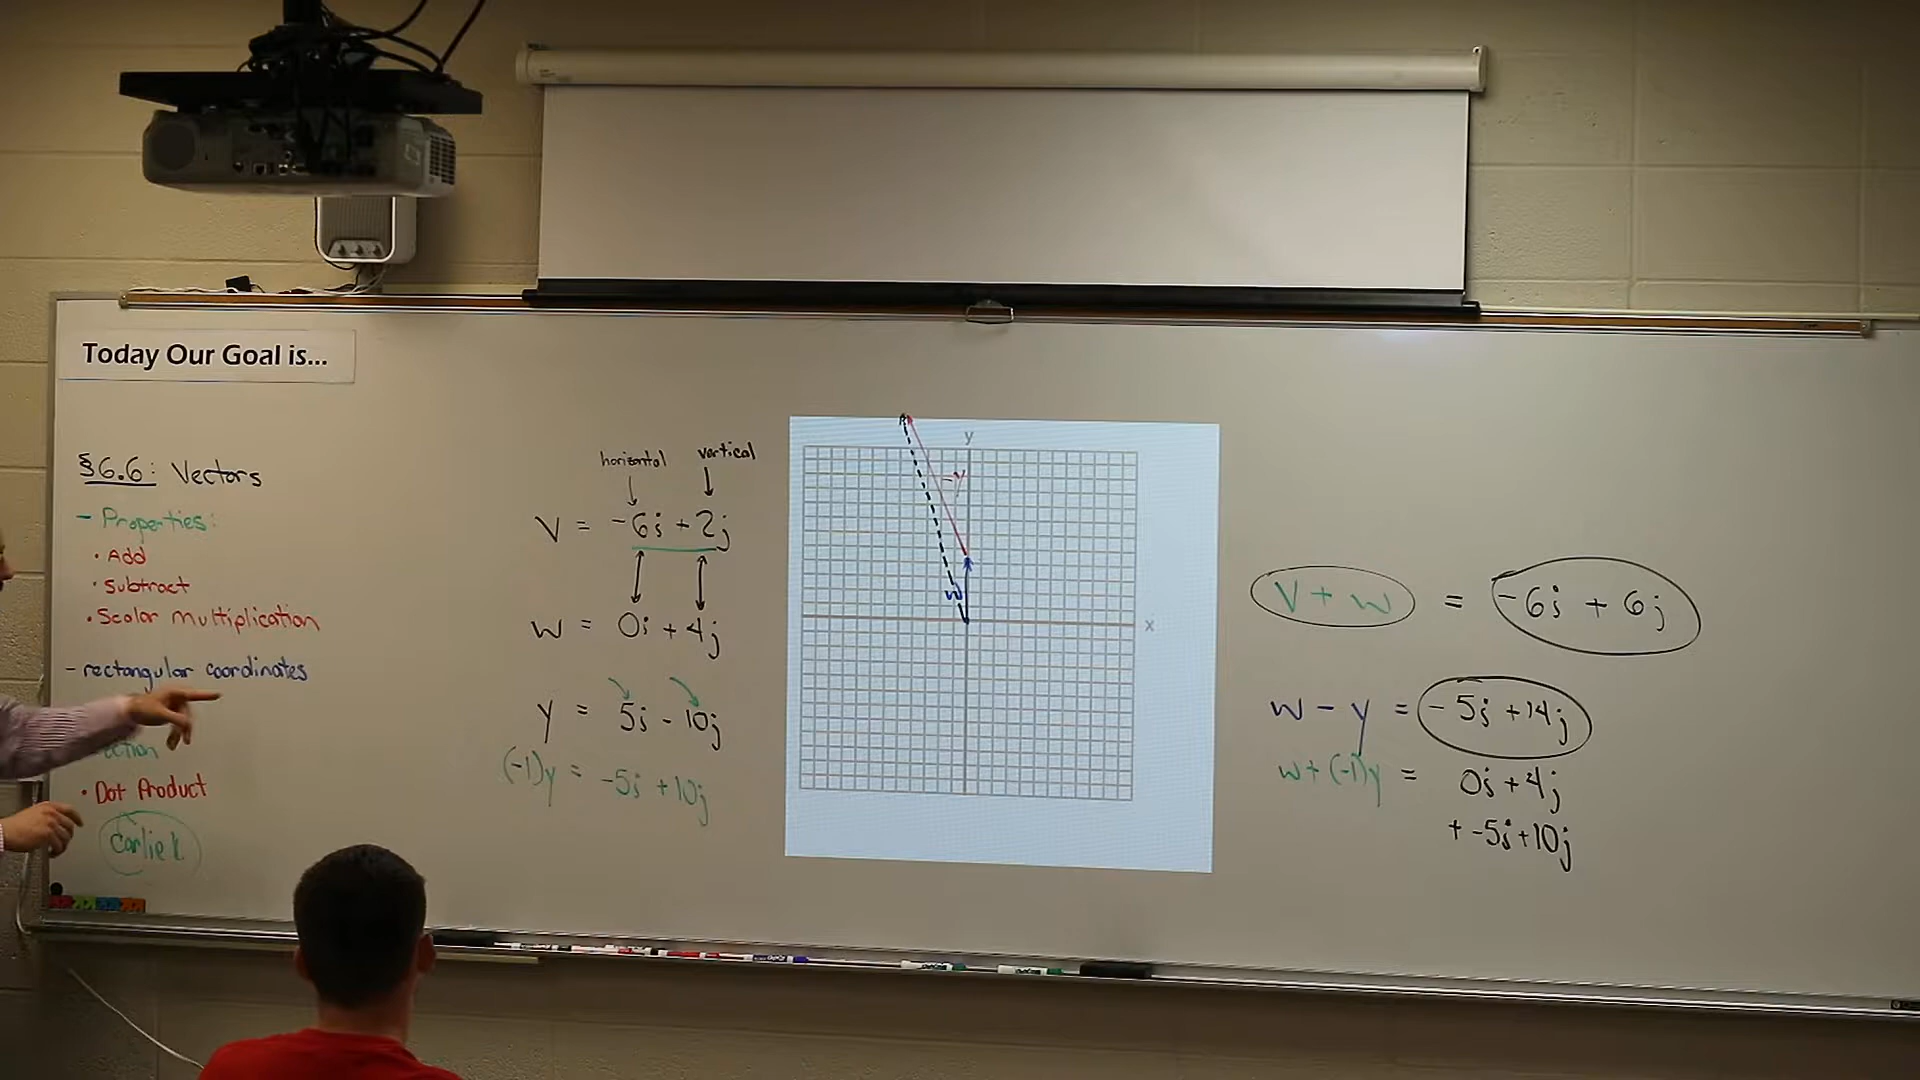 Today Our Goal is...
§6.6: Vectors
- Properties:
• Add
• Subtract
• Scalar multiplication
- rectangular coordinates
ction
• Dot Product
horizontal vertical
V = -6i + 2j
W = 0i + 4j
y = 5i - 10j
(-1)y = -5i + 10j
y
-y
w
x
V + W = -6i + 6j
W - y = -5i + 14j
W + (-1)y = 0i + 4j
+ -5i + 10j